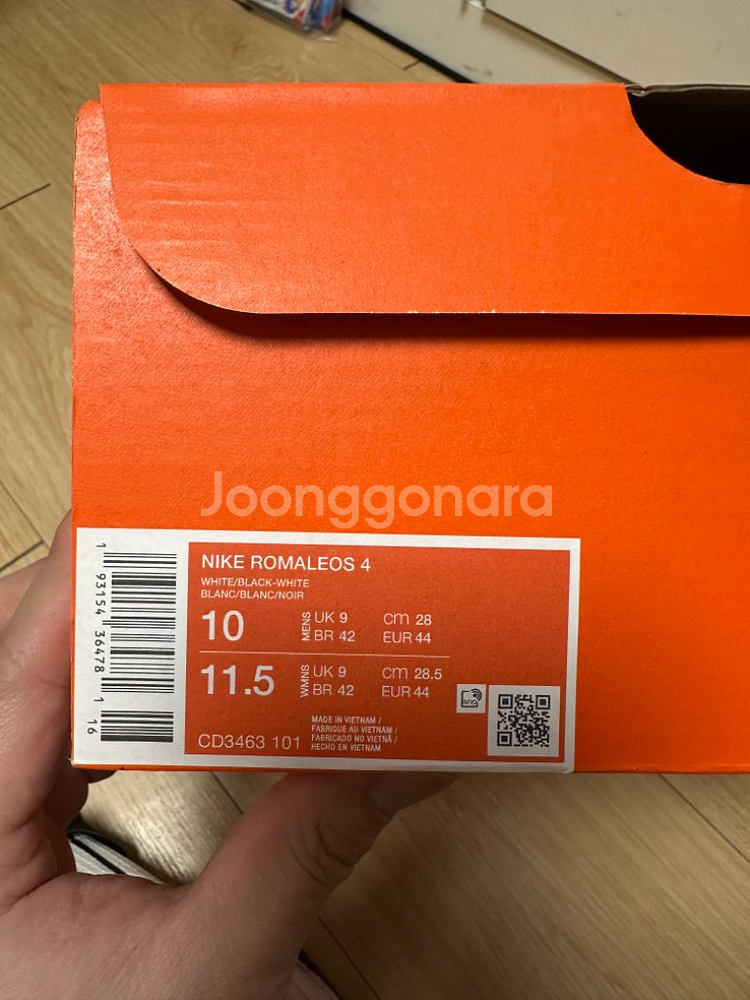 Joonggonara
NIKE ROMALEOS 4
WHITE/BLACK-WHITE
BLANC/BLANC/NOIR
10 MENS UK 9 cm 28
BR 42 EUR 44
11.5 WMNS UK 9 cm 28.5
BR 42 EUR 44
CD3463 101
MADE IN VIETNAM /
FABRIQUE AU VIETNAM /
FABRICADO NO VIETNÃ /
HECHO EN VIETNAM
1 93154 36478 1 16